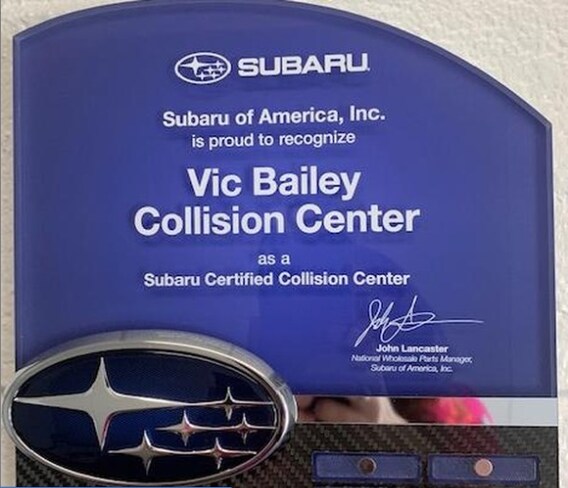 SUBARU
Subaru of America, Inc.
is proud to recognize
Vic Bailey
Collision Center
as a
Subaru Certified Collision Center
John Lancaster
National Wholesale Parts Manager,
Subaru of America, Inc.